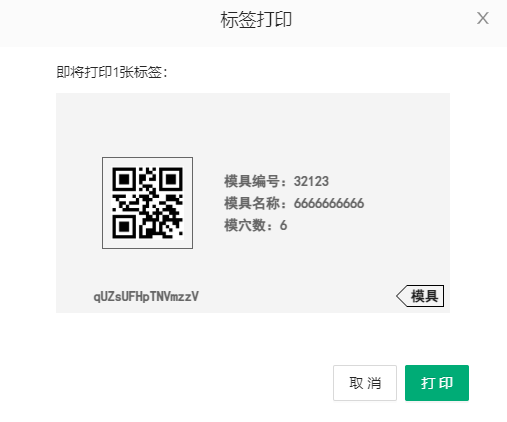 标签打印
即将打印1张标签：
模具编号：32123
模具名称：6666666666
模穴数：6
qUZsUFHpTNVmzzV
模具
取 消
打 印